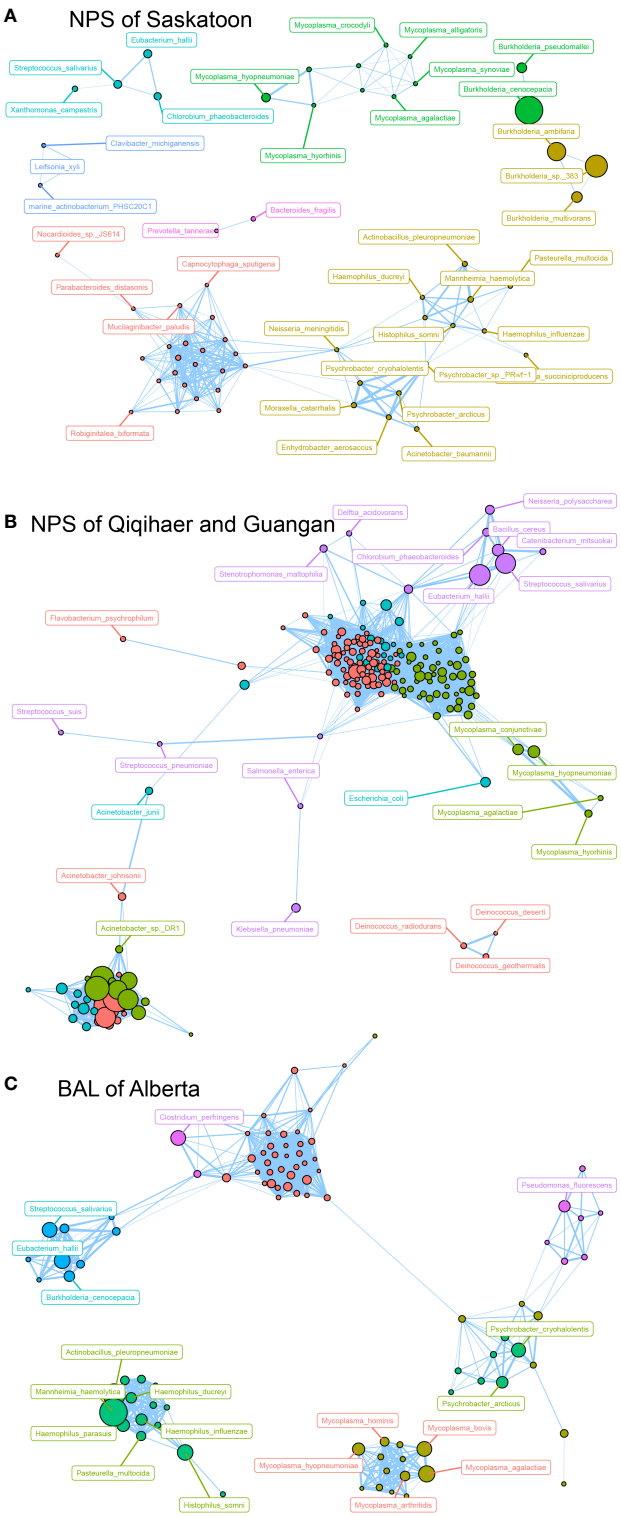 A
NPS of Saskatoon
Eubacterium_hallii
Streptococcus_salivarius
Xanthomonas_campestris
Chlorobium_phaeobacteroides
Mycoplasma_crocodyli
Mycoplasma_alligatoris
Mycoplasma_hyopneumoniae
Mycoplasma_synoviae
Mycoplasma_agalactiae
Mycoplasma_hyorhinis
Burkholderia_pseudomallei
Burkholderia_cenocepacia
Burkholderia_ambifaria
Burkholderia_sp._383
Burkholderia_multivorans
Clavibacter_michiganensis
Leifsonia_xyli
marine_actinobacterium_PHSC20C1
Bacteroides_fragilis
Prevotella_tannerae
Nocardioides_sp._JS614
Capnocytophaga_sputigena
Parabacteroides_distasonis
Mucilaginibacter_paludis
Robiginitalea_biformata
Actinobacillus_pleuropneumoniae
Pasteurella_multocida
Haemophilus_ducreyi
Mannheimia_haemolytica
Neisseria_meningitidis
Histophilus_somni
Haemophilus_influenzae
Psychrobacter_cryohalolentis
Psychrobacter_sp._PRwf-1
a_succiniciproducens
Moraxella_catarrhalis
Psychrobacter_arcticus
Enhydrobacter_aerosaccus
Acinetobacter_baumannii
B
NPS of Qiqihaer and Guangan
Delftia_acidovorans
Neisseria_polysaccharea
Bacillus_cereus
Catenibacterium_mitsuokai
Chlorobium_phaeobacteroides
Stenotrophomonas_maltophilia
Streptococcus_salivarius
Eubacterium_hallii
Flavobacterium_psychrophilum
Streptococcus_suis
Streptococcus_pneumoniae
Salmonella_enterica
Mycoplasma_conjunctivae
Mycoplasma_hyopneumoniae
Escherichia_coli
Acinetobacter_junii
Mycoplasma_agalactiae
Mycoplasma_hyorhinis
Acinetobacter_johnsonii
Acinetobacter_sp._DR1
Klebsiella_pneumoniae
Deinococcus_deserti
Deinococcus_radiodurans
Deinococcus_geothermalis
C
BAL of Alberta
Clostridium_perfringens
Pseudomonas_fluorescens
Streptococcus_salivarius
Eubacterium_hallii
Burkholderia_cenocepacia
Psychrobacter_cryohalolentis
Psychrobacter_arcticus
Actinobacillus_pleuropneumoniae
Mannheimia_haemolytica
Haemophilus_ducreyi
Haemophilus_parasuis
Haemophilus_influenzae
Pasteurella_multocida
Histophilus_somni
Mycoplasma_hominis
Mycoplasma_bovis
Mycoplasma_hyopneumoniae
Mycoplasma_agalactiae
Mycoplasma_arthritidis